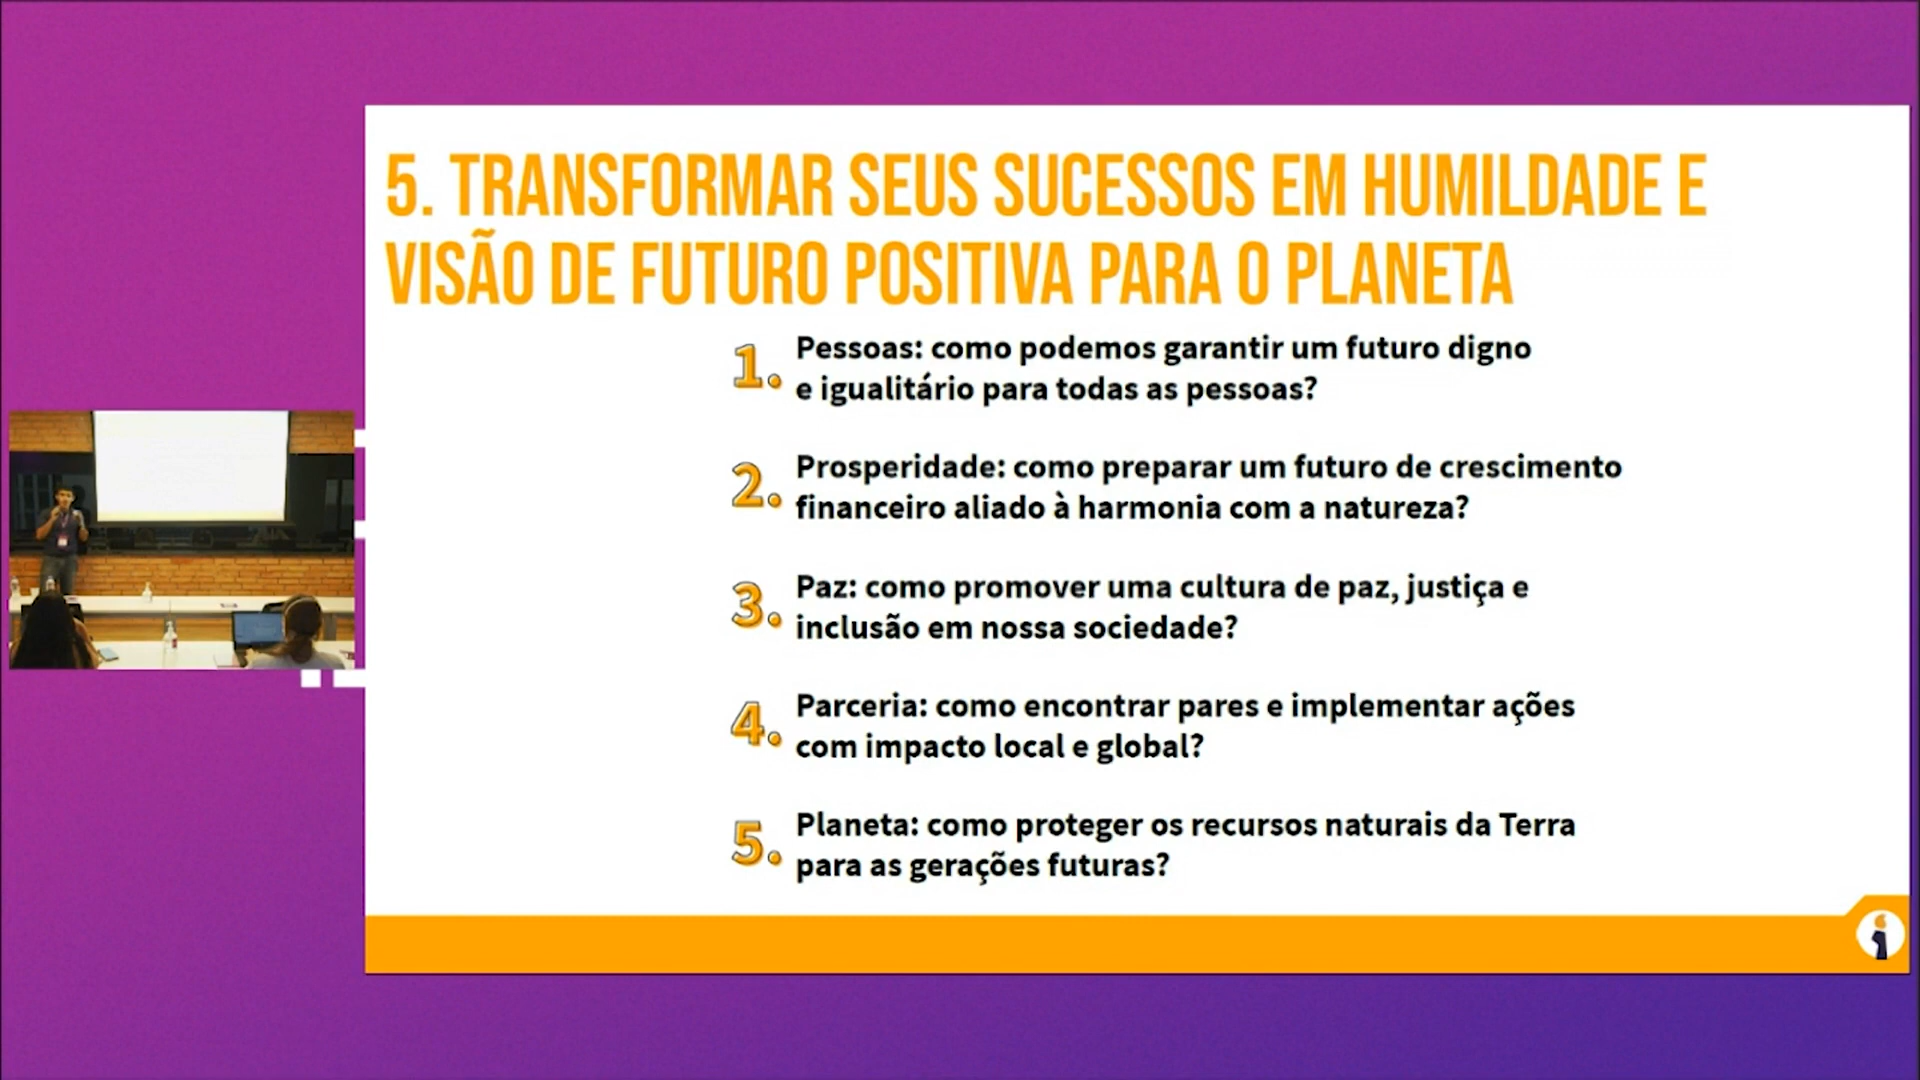 5. TRANSFORMAR SEUS SUCESSOS EM HUMILDADE E
VISÃO DE FUTURO POSITIVA PARA O PLANETA
1. Pessoas: como podemos garantir um futuro digno
e igualitário para todas as pessoas?
2. Prosperidade: como preparar um futuro de crescimento
financeiro aliado à harmonia com a natureza?
3. Paz: como promover uma cultura de paz, justiça e
inclusão em nossa sociedade?
4. Parceria: como encontrar pares e implementar ações
com impacto local e global?
5. Planeta: como proteger os recursos naturais da Terra
para as gerações futuras?